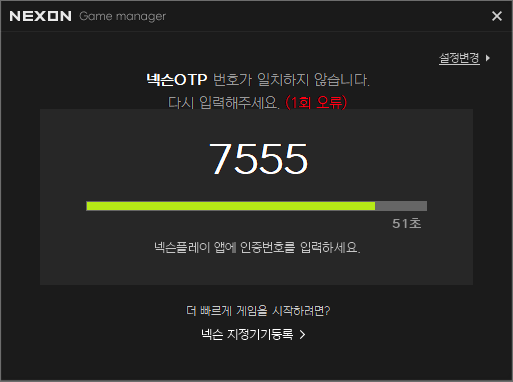 NEXON Game manager
설정변경
넥슨OTP 번호가 일치하지 않습니다.
다시 입력해주세요. (1회 오류)
7555
51초
넥슨플레이 앱에 인증번호를 입력하세요.
더 빠르게 게임을 시작하려면?
넥슨 지정기기등록 >